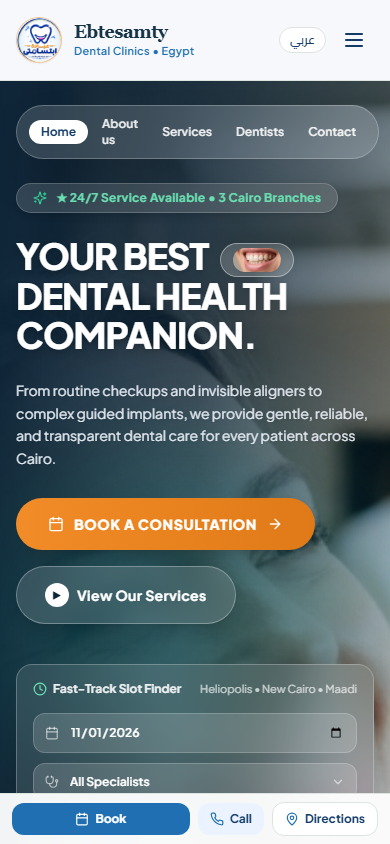 Ebtesamty
Dental Clinics • Egypt
عربي
Home
About us
Services
Dentists
Contact
★ 24/7 Service Available • 3 Cairo Branches
YOUR BEST
DENTAL HEALTH
COMPANION.
From routine checkups and invisible aligners to
complex guided implants, we provide gentle, reliable,
and transparent dental care for every patient across
Cairo.
BOOK A CONSULTATION →
View Our Services
Fast-Track Slot Finder
Heliopolis • New Cairo • Maadi
11/01/2026
All Specialists
Book
Call
Directions